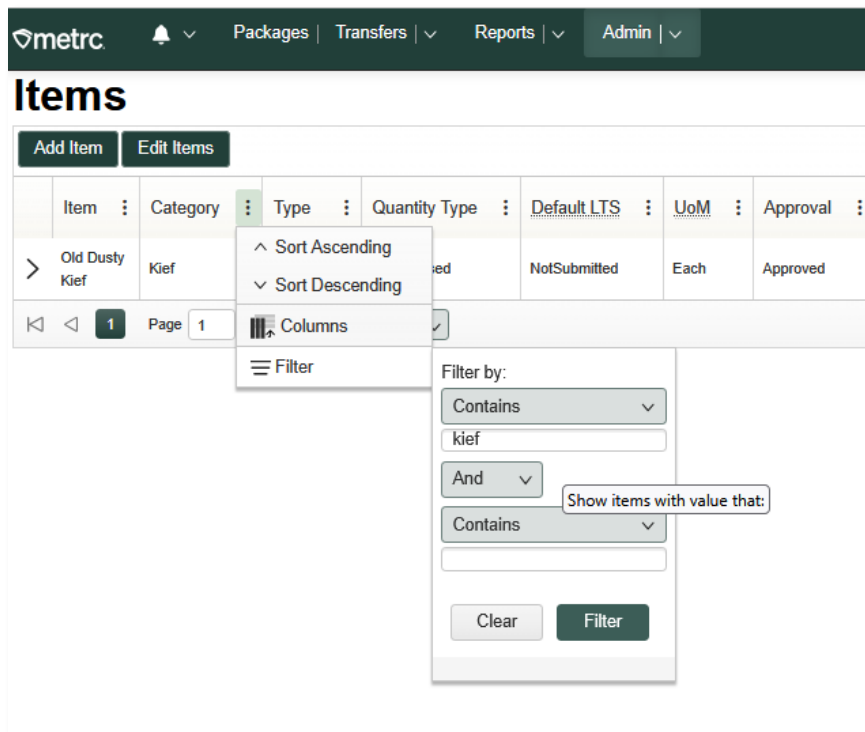 metrc Packages | Transfers | Reports | Admin |
Items
Add Item Edit Items
Item Category Type Quantity Type Default LTS UoM Approval
Old Dusty
Kief
Kief
sed
NotSubmitted
Each
Approved
Sort Ascending
Sort Descending
Columns
Filter
1 Page 1
Filter by:
Contains
kief
And
Show items with value that:
Contains
Clear Filter